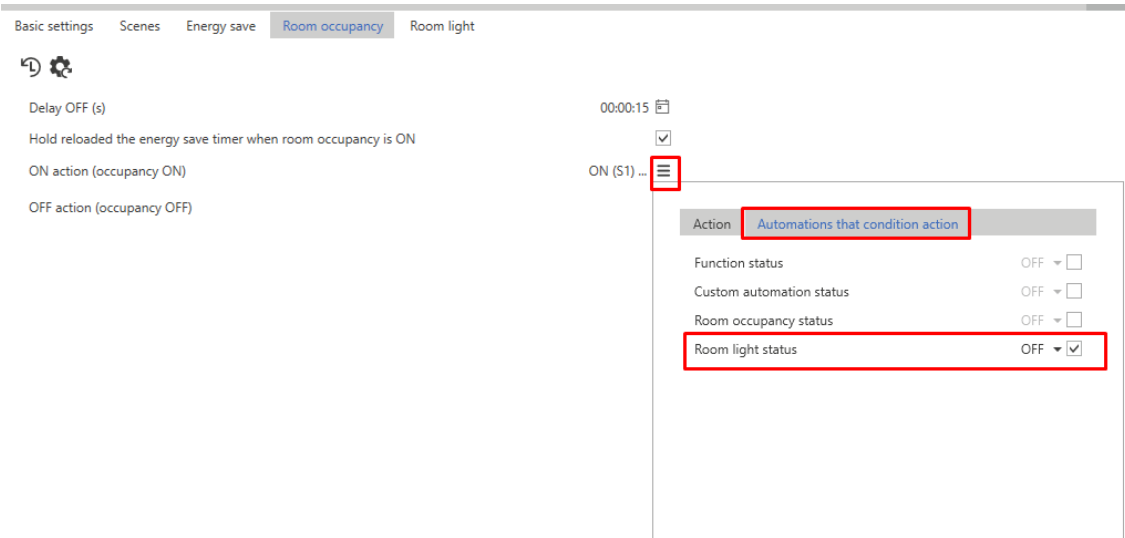 Basic settings Scenes Energy save Room occupancy Room light
Delay OFF (s) 00:00:15
Hold reloaded the energy save timer when room occupancy is ON
ON action (occupancy ON) ON (S1) ...
OFF action (occupancy OFF)
Action Automations that condition action
Function status OFF
Custom automation status OFF
Room occupancy status OFF
Room light status OFF